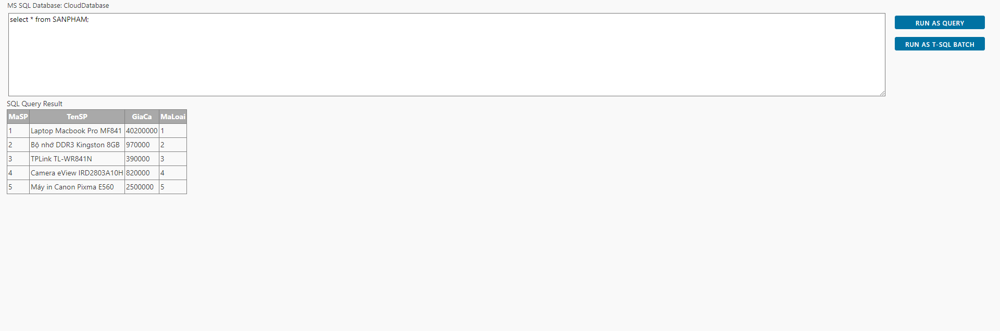 MS SQL Database: CloudDatabase
select * from SANPHAM;
RUN AS QUERY
RUN AS T-SQL BATCH
SQL Query Result
MaSP TenSP GiaCa MaLoai
1 Laptop Macbook Pro MF841 40200000 1
2 Bộ nhớ DDR3 Kingston 8GB 970000 2
3 TPLink TL-WR841N 390000 3
4 Camera eView IRD2803A10H 820000 4
5 Máy in Canon Pixma E560 2500000 5